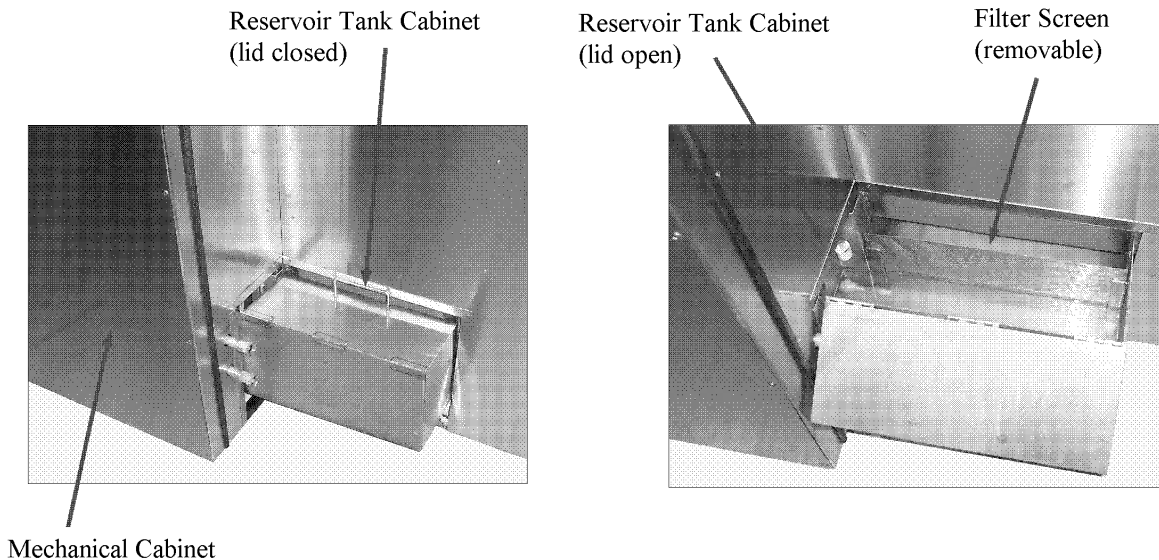 Reservoir Tank Cabinet
(lid closed)
Reservoir Tank Cabinet
(lid open)
Filter Screen
(removable)
Mechanical Cabinet